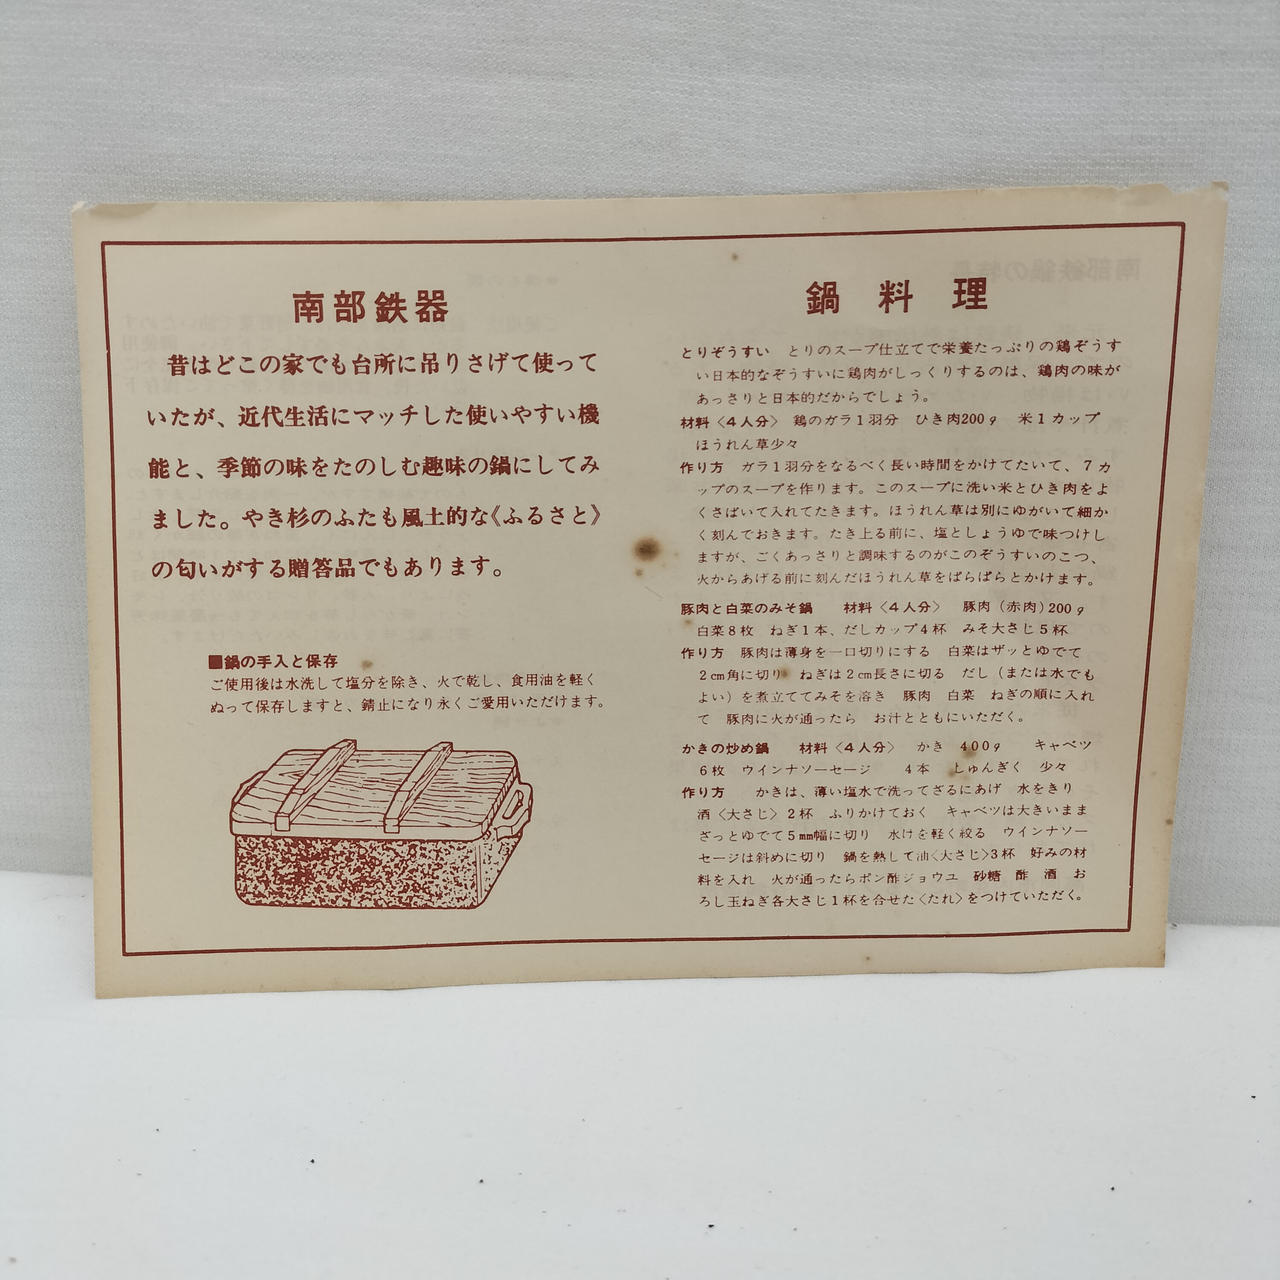 南部鉄器
昔はどこの家でも台所に吊りさげて使って
いたが、近代生活にマッチした使いやすい機
能と、季節の味をたのしむ趣味の鍋にしてみ
ました。やき杉のふたも風土的な《ふるさと》
の匂いがする贈答品でもあります。
■鍋の手入と保存
ご使用後は水洗して塩分を除き、火で乾し、食用油を軽く
ぬって保存しますと、錆止になり永くご愛用いただけます。
鍋料理
とりぞうすい とりのスープ仕立てで栄養たっぷりの鶏ぞうす
い日本的なぞうすいに鶏肉がしっくりするのは、鶏肉の味が
あっさりと日本的だからでしょう。
材料〈4人分〉 鶏のガラ1羽分 ひき肉200g 米1カップ
ほうれん草少々
作り方 ガラ1羽分をなるべく長い時間をかけてたいて、7カ
ップのスープを作ります。このスープに洗い米とひき肉をよ
くさばいて入れてたきます。ほうれん草は別にゆがいて細か
く刻んでおきます。たき上る前に、塩としょうゆで味つけし
ますが、ごくあっさりと調味するのがこのぞうすいのこつ、
火からあげる前に刻んだほうれん草をぱらぱらとかけます。
豚肉と白菜のみそ鍋 材料〈4人分〉 豚肉(赤肉)200g
白菜8枚 ねぎ1本、だしカップ4杯 みそ大さじ5杯
作り方 豚肉は薄身を一口切りにする 白菜はザッとゆでて
2cm角に切り ねぎは2cm長さに切る だし(または水でも
よい)を煮立ててみそを溶き 豚肉 白菜 ねぎの順に入れ
て 豚肉に火が通ったら お汁とともにいただく。
かきの炒め鍋 材料〈4人分〉 かき 400g キャベツ
6枚 ウインナソーセージ 4本 しゅんぎく 少々
作り方 かきは、薄い塩水で洗ってざるにあげ 水をきり
酒〈大さじ〉2杯 ふりかけておく キャベツは大きいまま
ざっとゆでて5mm幅に切り 水けを軽く絞る ウインナソー
セージは斜めに切り 鍋を熱して油〈大さじ〉3杯 好みの材
料を入れ 火が通ったらポン酢ジョウユ 砂糖 酢 酒 お
ろし玉ねぎ各大さじ1杯を合せた〈たれ〉をつけていただく。